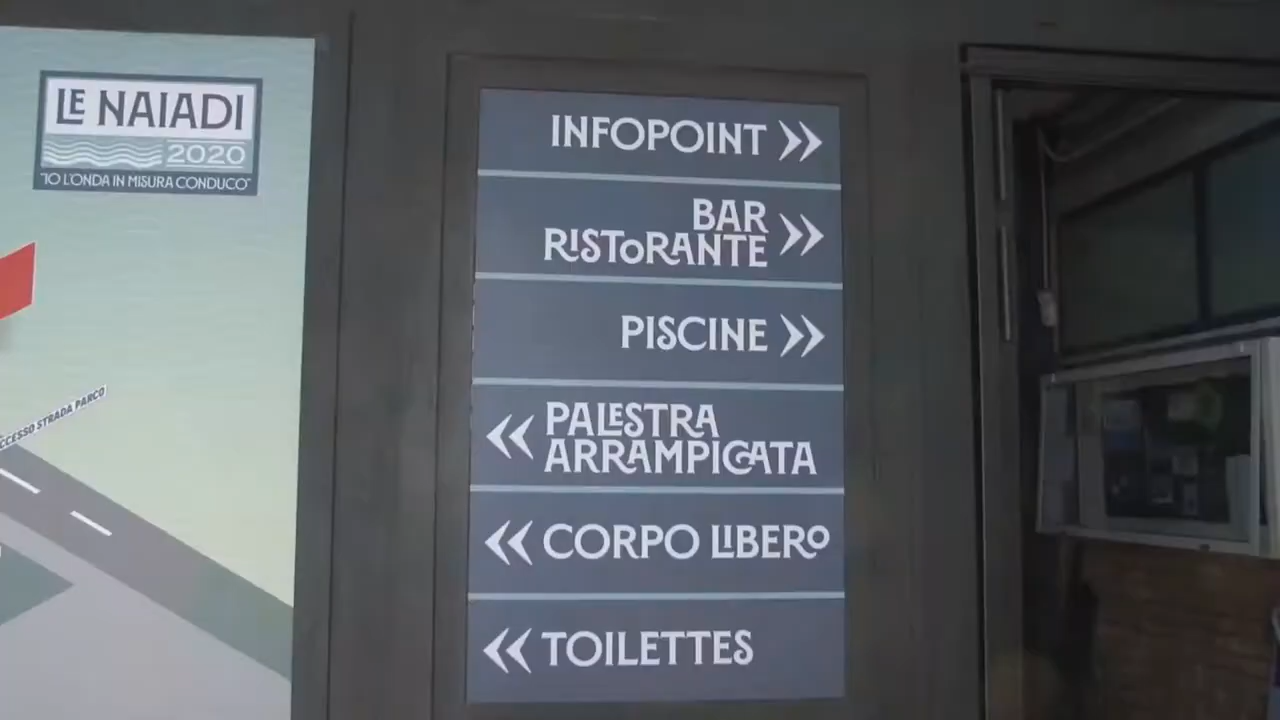 LE NAIADI
2020
"IO L'ONDA IN MISURA CONDUCO"
STRADA PARCO
INFOPOINT
BAR
RISTORANTE
PISCINE
PALESTRA
ARRAMPICATA
CORPO LIBERO
TOILETTES